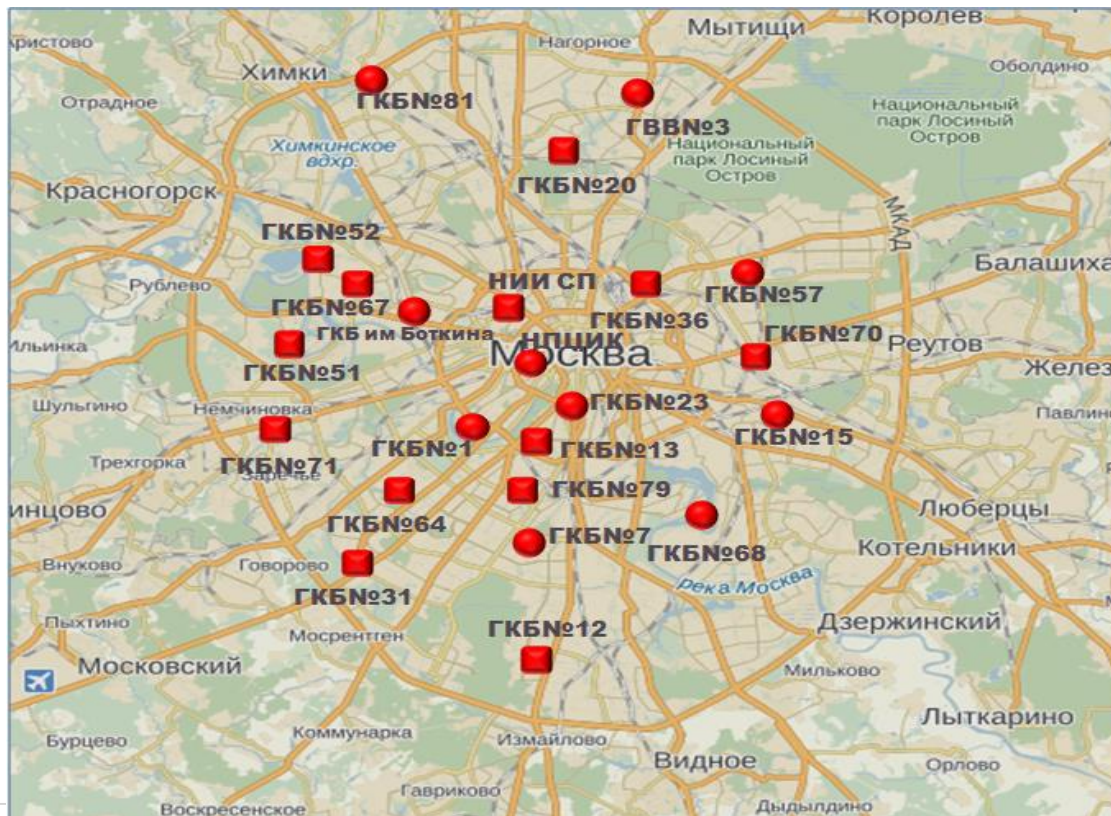 Королев
Мытищи
Аристово
Нагорное
Химки
Оболдино
ГКБ№81
Отрадное
ГВВ№3
Национальный
парк Лосиный
Остров
Химкинское
вдхр.
Национальный
парк Лосиный
Остров
ГКБ№20
Красногорск
МКАД
ГКБ№52
Балашиха
Рублево
НИИ СП
ГКБ№57
ГКБ№67
ГКБ№36
ГКБ им Боткина
ГКБ№70
НПЦИК
Москва
Реутов
Ильинка
ГКБ№51
Желез
Шульгино
Немчиновка
ГКБ№23
Павлин
ГКБ№15
ГКБ№1
ГКБ№13
Трехгорка
ГКБ№71
Заречье
ГКБ№79
инцово
Люберцы
ГКБ№64
ГКБ№7
ГКБ№68
Котельники
Внуково
Говорово
река Москва
ГКБ№31
Пыхтино
Дзержинский
ГКБ№12
Мосрентген
Московский
Мильково
Лыткарино
Коммунарка
Бурцево
Измайлово
Видное
Орлово
Гавриково
Воскресенское
Дыдылдино